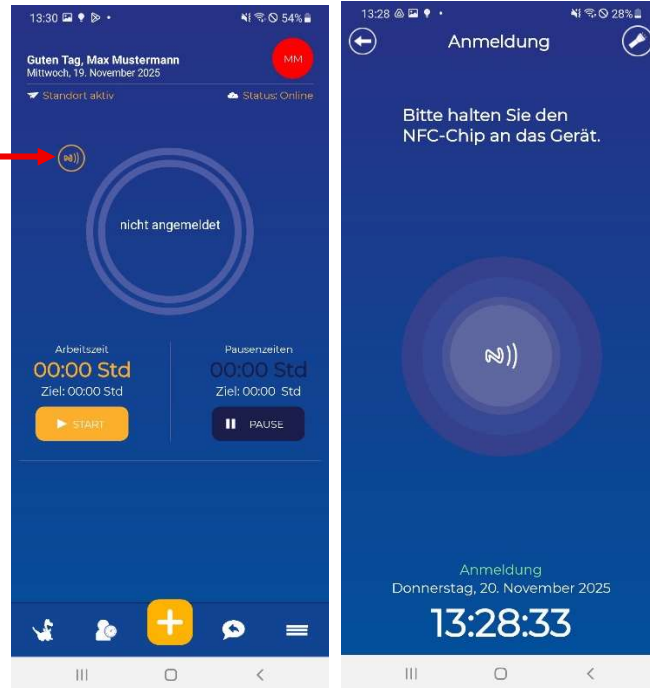 13:30
54%
Guten Tag, Max Mustermann
Mittwoch, 19. November 2025
MM
Standort aktiv
Status: Online
nicht angemeldet
Arbeitszeit
00:00 Std
Ziel: 00:00 Std
START
Pausenzeiten
00:00 Std
Ziel: 00:00 Std
PAUSE
13:28
28%
Anmeldung
Bitte halten Sie den
NFC-Chip an das Gerät.
Anmeldung
Donnerstag, 20. November 2025
13:28:33